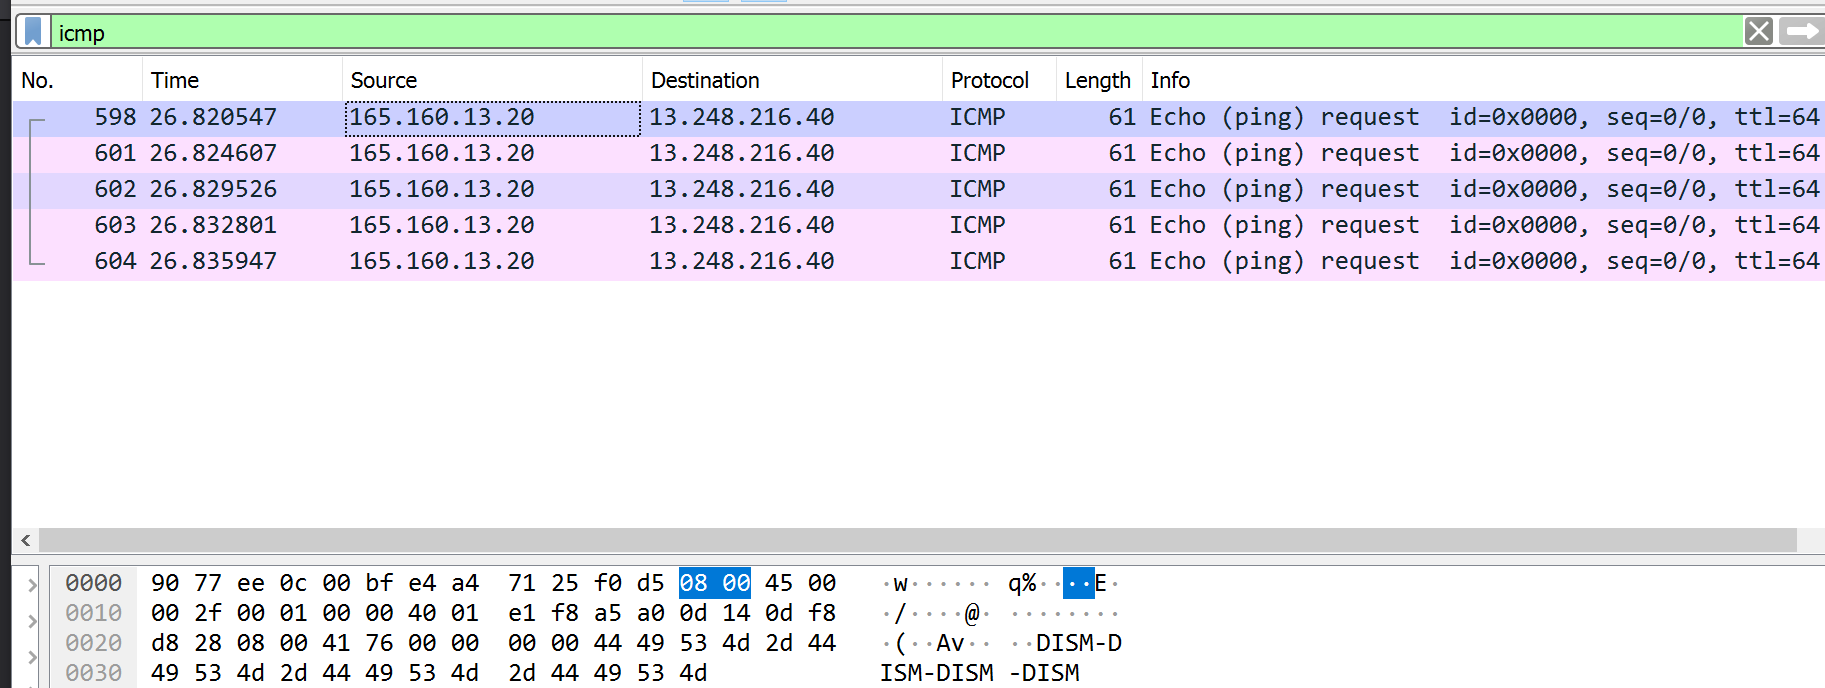 icmp
No. Time Source Destination Protocol Length Info
598 26.820547 165.160.13.20 13.248.216.40 ICMP 61 Echo (ping) request id=0x0000, seq=0/0, ttl=64
601 26.824607 165.160.13.20 13.248.216.40 ICMP 61 Echo (ping) request id=0x0000, seq=0/0, ttl=64
602 26.829526 165.160.13.20 13.248.216.40 ICMP 61 Echo (ping) request id=0x0000, seq=0/0, ttl=64
603 26.832801 165.160.13.20 13.248.216.40 ICMP 61 Echo (ping) request id=0x0000, seq=0/0, ttl=64
604 26.835947 165.160.13.20 13.248.216.40 ICMP 61 Echo (ping) request id=0x0000, seq=0/0, ttl=64
0000 90 77 ee 0c 00 bf e4 a4 71 25 f0 d5 08 00 45 00 ·w······ q%····E·
0010 00 2f 00 01 00 00 40 01 e1 f8 a5 a0 0d 14 0d f8 ·/····@· ········
0020 d8 28 08 00 41 76 00 00 00 00 44 49 53 4d 2d 44 ·(··Av·· ··DISM-D
0030 49 53 4d 2d 44 49 53 4d 2d 44 49 53 4d ISM-DISM -DISM